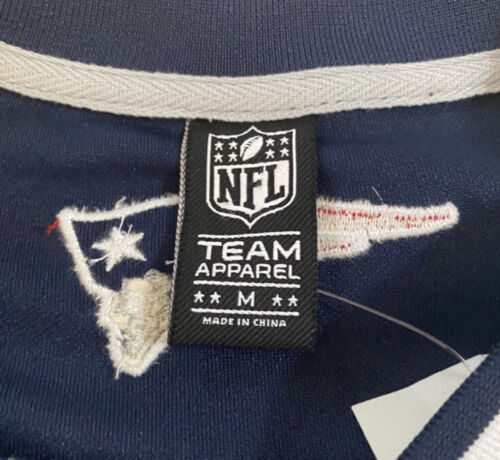 NFL
TEAM
APPAREL
★★ M ★★
MADE IN CHINA